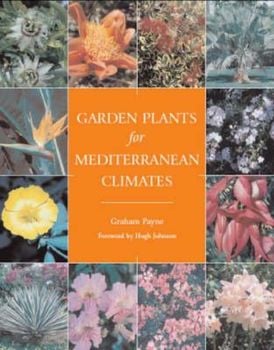 GARDEN PLANTS
for
MEDITERRANEAN
CLIMATES
Graham Payne
Foreword by Hugh Johnson